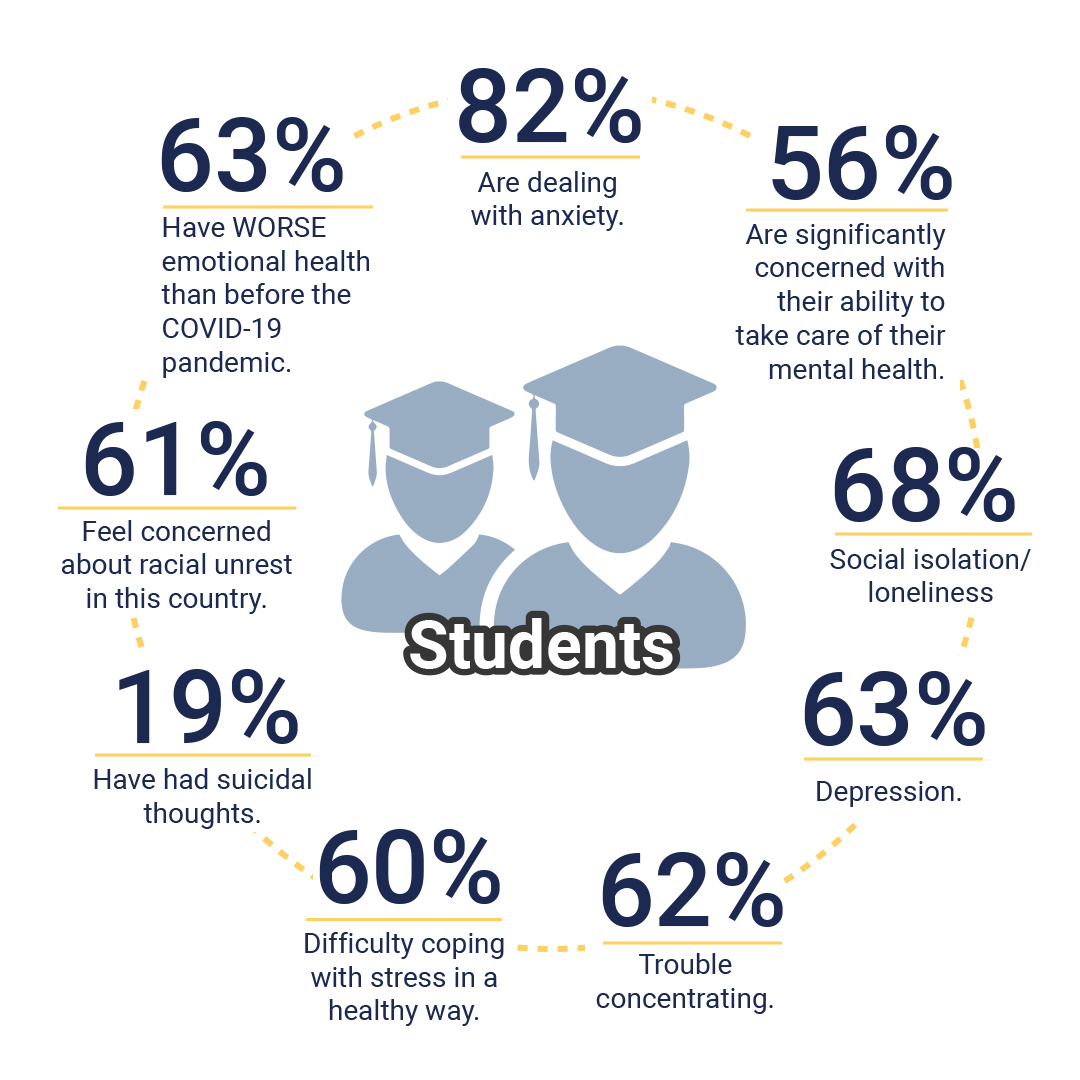 82%
Are dealing
with anxiety.
56%
Are significantly
concerned with
their ability to
take care of their
mental health.
68%
Social isolation/
loneliness
63%
Depression.
62%
Trouble
concentrating.
60%
Difficulty coping
with stress in a
healthy way.
19%
Have had suicidal
thoughts.
61%
Feel concerned
about racial unrest
in this country.
63%
Have WORSE
emotional health
than before the
COVID-19
pandemic.
Students